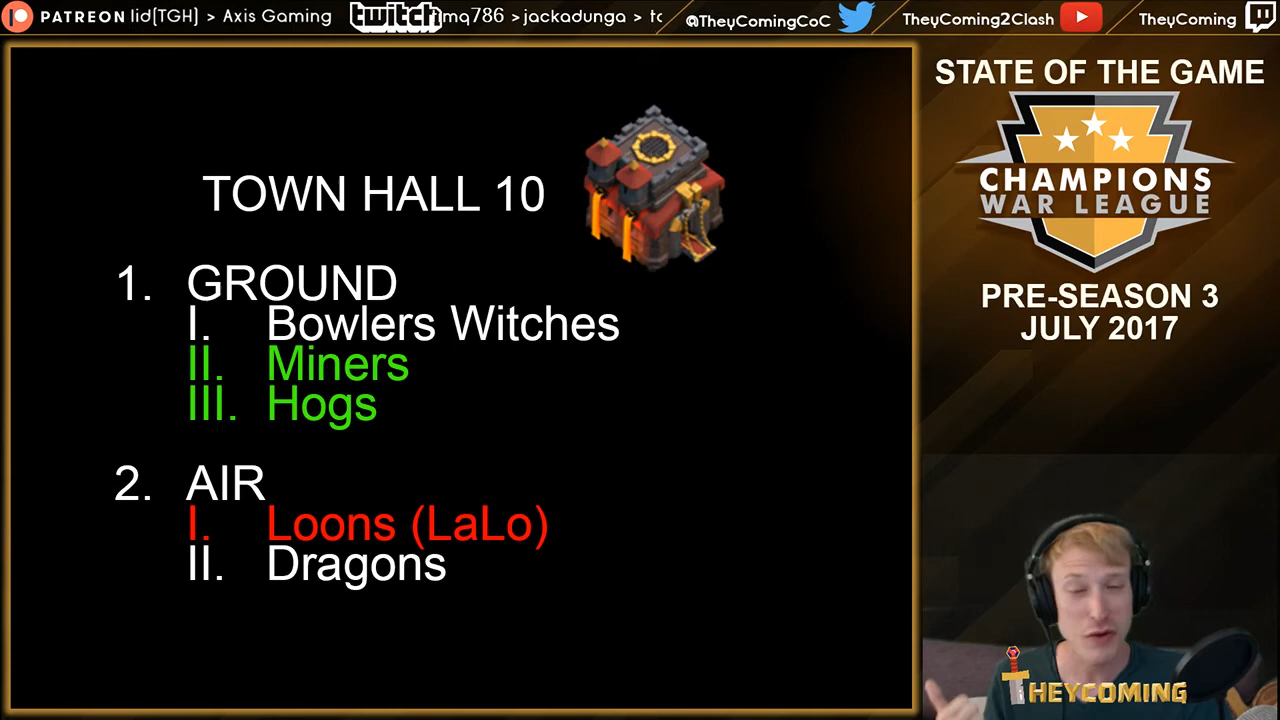 PATREON lid[TGH] > Axis Gaming twitch mq786 > jackadunga > @TheyComingCoC TheyComing2Clash TheyComing
STATE OF THE GAME
CHAMPIONS
WAR LEAGUE
PRE-SEASON 3
JULY 2017
TOWN HALL 10
1. GROUND
I. Bowlers Witches
II. Miners
III. Hogs
2. AIR
I. Loons (LaLo)
II. Dragons
THEYCOMING